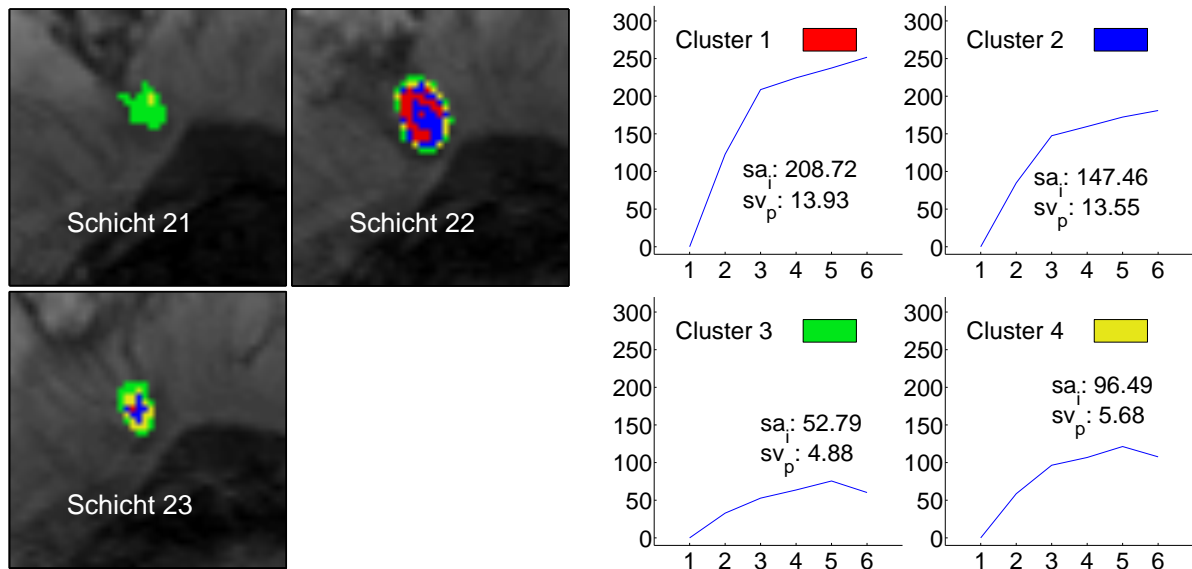 Schicht 21
Schicht 22
Schicht 23
300
250
200
150
100
50
0
Cluster 1
sa_i: 208.72
sv_p: 13.93
1 2 3 4 5 6
300
250
200
150
100
50
0
Cluster 2
sa_i: 147.46
sv_p: 13.55
1 2 3 4 5 6
300
250
200
150
100
50
0
Cluster 3
sa_i: 52.79
sv_p: 4.88
1 2 3 4 5 6
300
250
200
150
100
50
0
Cluster 4
sa_i: 96.49
sv_p: 5.68
1 2 3 4 5 6